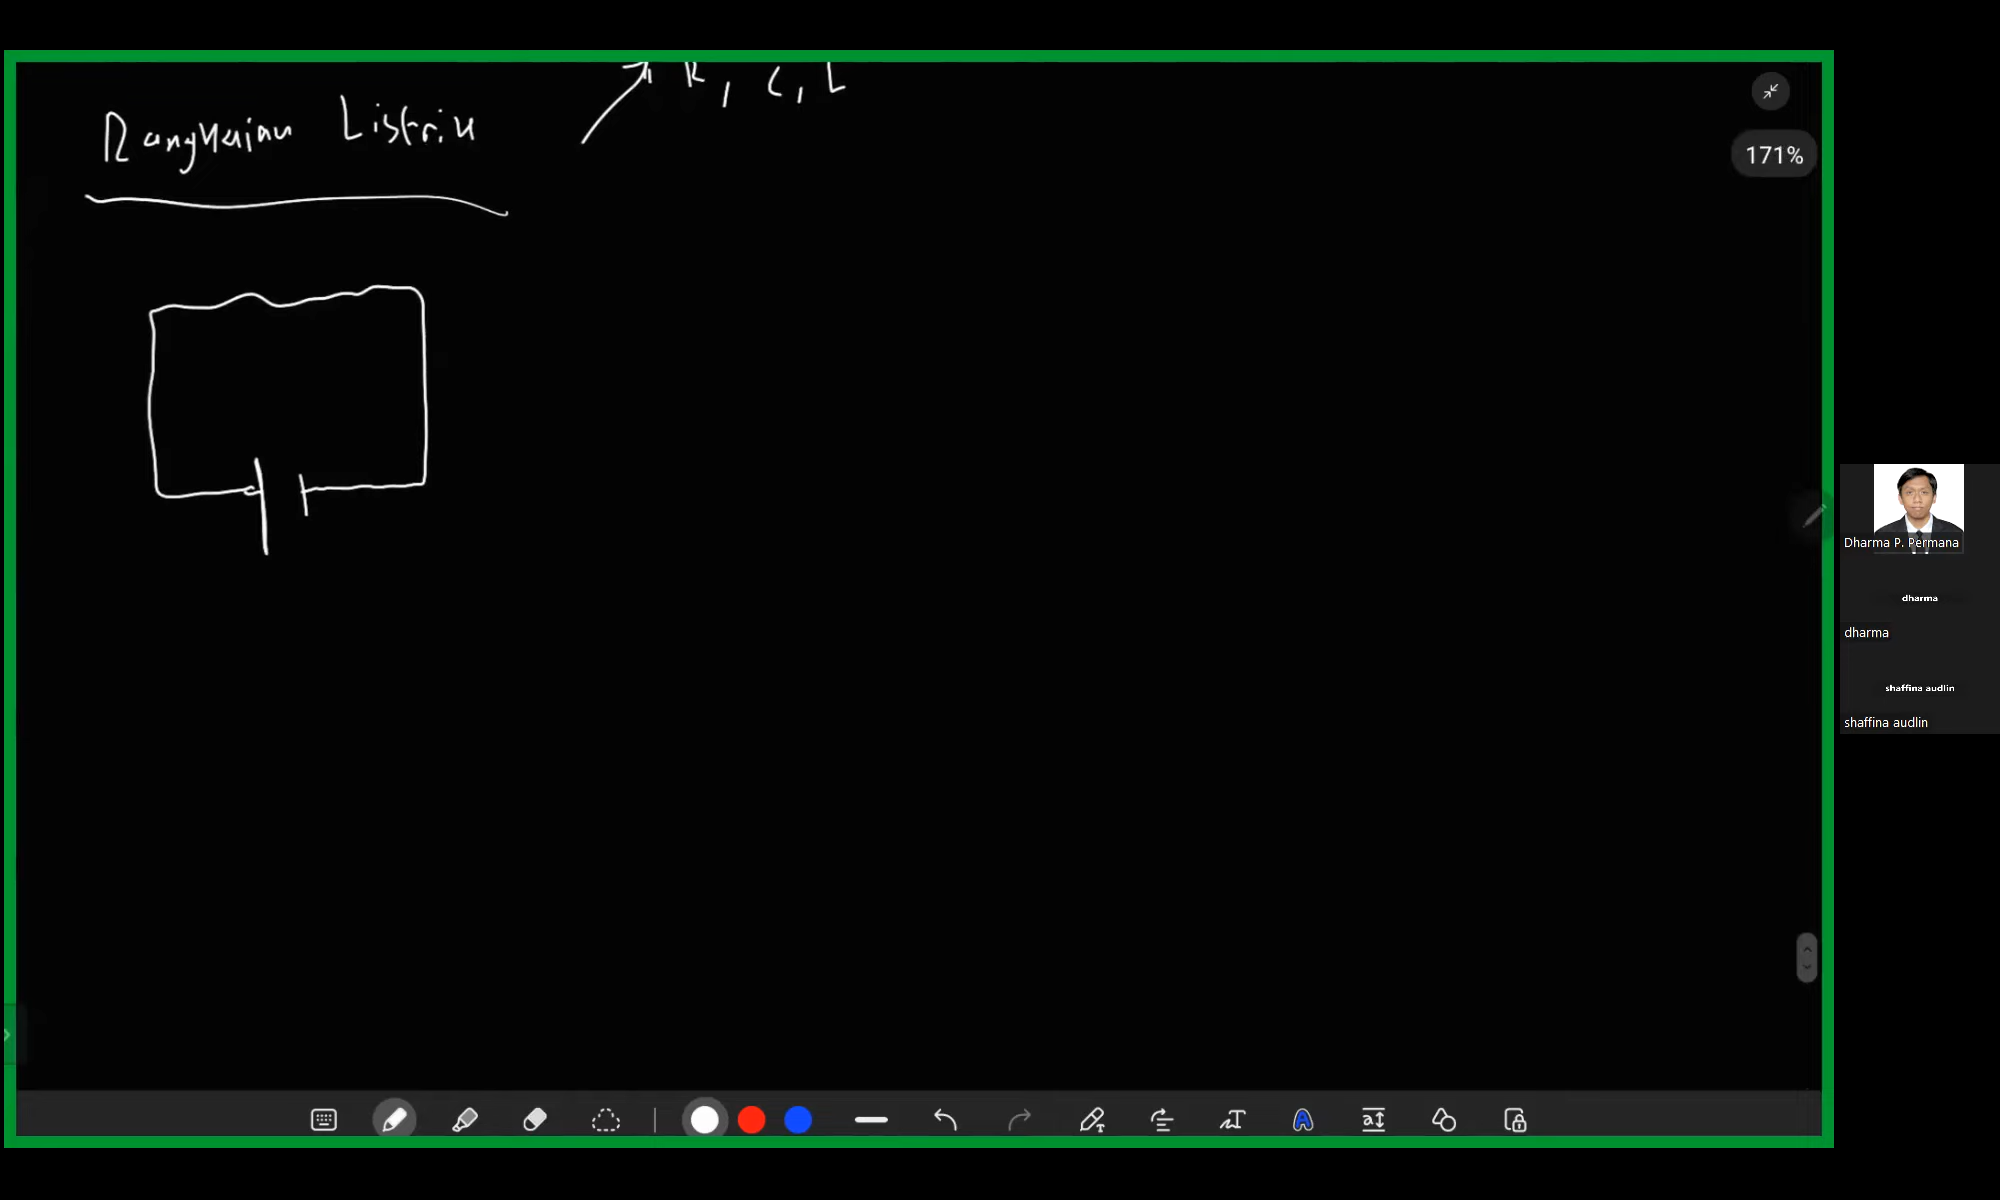 R, C, L
Rangkaian Listrik
171%
Dharma P. Permana
dharma
dharma
shaffina audlin
shaffina audlin